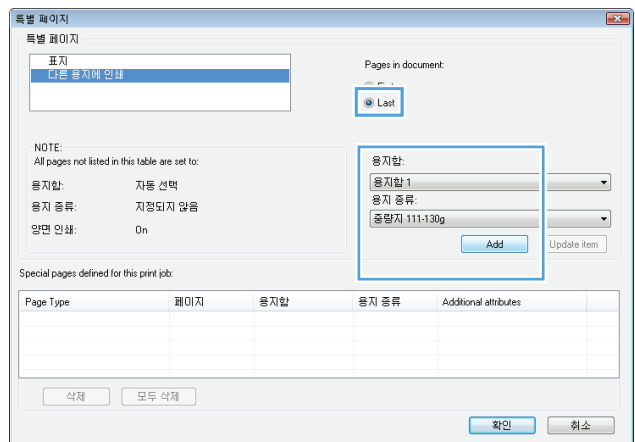 특별 페이지
특별 페이지
표지
다른 용지에 인쇄
Pages in document:
Last
NOTE:
All pages not listed in this table are set to:
용지함: 자동 선택
용지 종류: 지정되지 않음
양면 인쇄: On
용지함:
용지함 1
용지 종류:
중량지 111-130g
Add Update item
Special pages defined for this print job:
Page Type 페이지 용지함 용지 종류 Additional attributes
삭제 모두 삭제
확인 취소